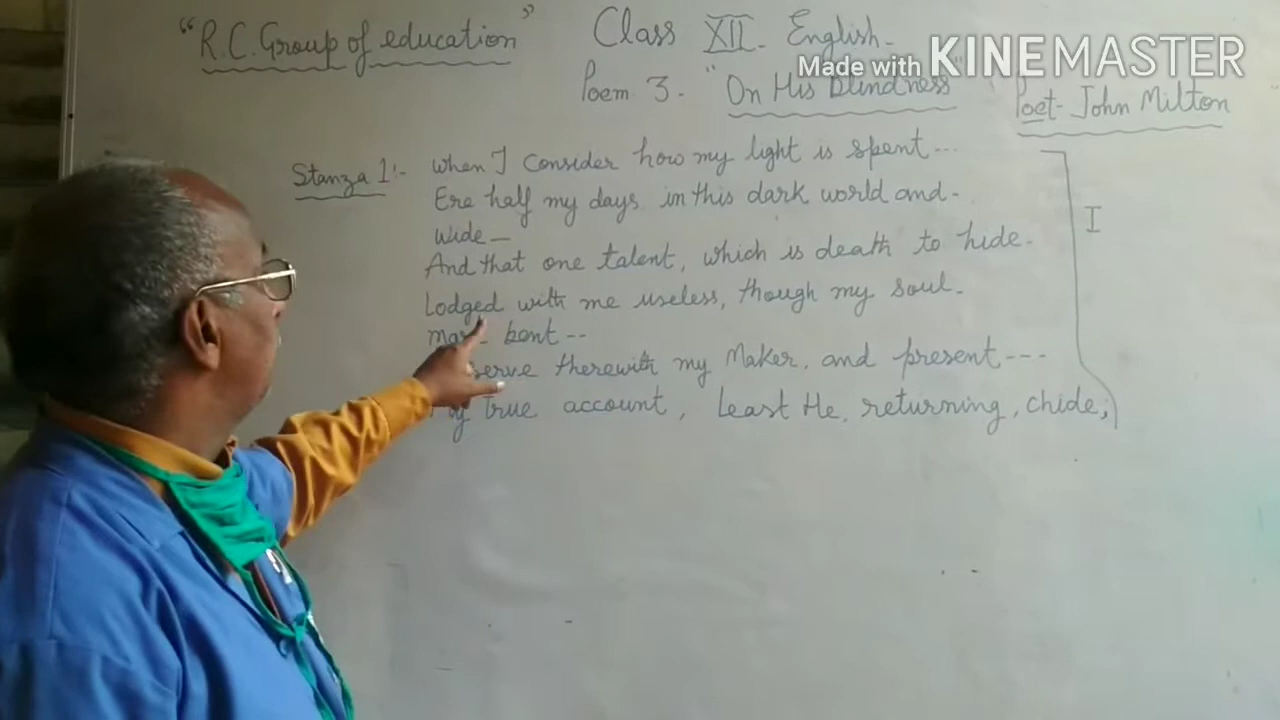 "R.C. Group of education"
Class XII - English -
Made with KINEMASTER
Poem 3. "On His Blindness"
Poet - John Milton
Stanza 1:- When I consider how my light is spent ---
Ere half my days in this dark world and -
wide -
And that one talent, which is death to hide -
I
Lodged with me useless, though my soul -
bent --
serve therewith my Maker, and present ---
true account, Least He, returning, chide;